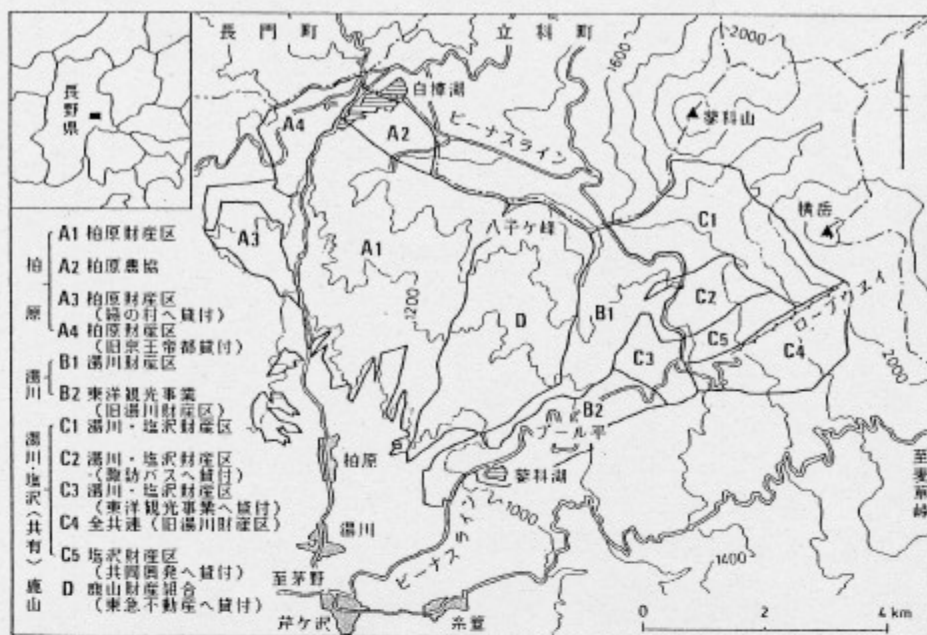 長野県
長門町
立科町
白樺湖
ビーナスライン
1600
2000
蓼科山
横岳
八子ケ峰
A4
A2
A3
A1
1200
D
B1
C1
C2
C5
C3
C4
ロープウエイ
2000
B2
プール平
蓼科湖
柏原
湯川
至茅野
芹ケ沢
糸萱
ビーナスライン
1000
1400
至麦草峠
0 2 4 km
柏原
A1 柏原財産区
A2 柏原農協
A3 柏原財産区
(緑の村へ貸付)
A4 柏原財産区
(旧京王帝都貸付)
湯川
B1 湯川財産区
B2 東洋観光事業
(旧湯川財産区)
湯川・塩沢(共有)
C1 湯川・塩沢財産区
C2 湯川・塩沢財産区
(諏訪バスへ貸付)
C3 湯川・塩沢財産区
(東洋観光事業へ貸付)
C4 全共連(旧湯川財産区)
C5 塩沢財産区
(共同興発へ貸付)
鹿山
D 鹿山財産組合
(東急不動産へ貸付)